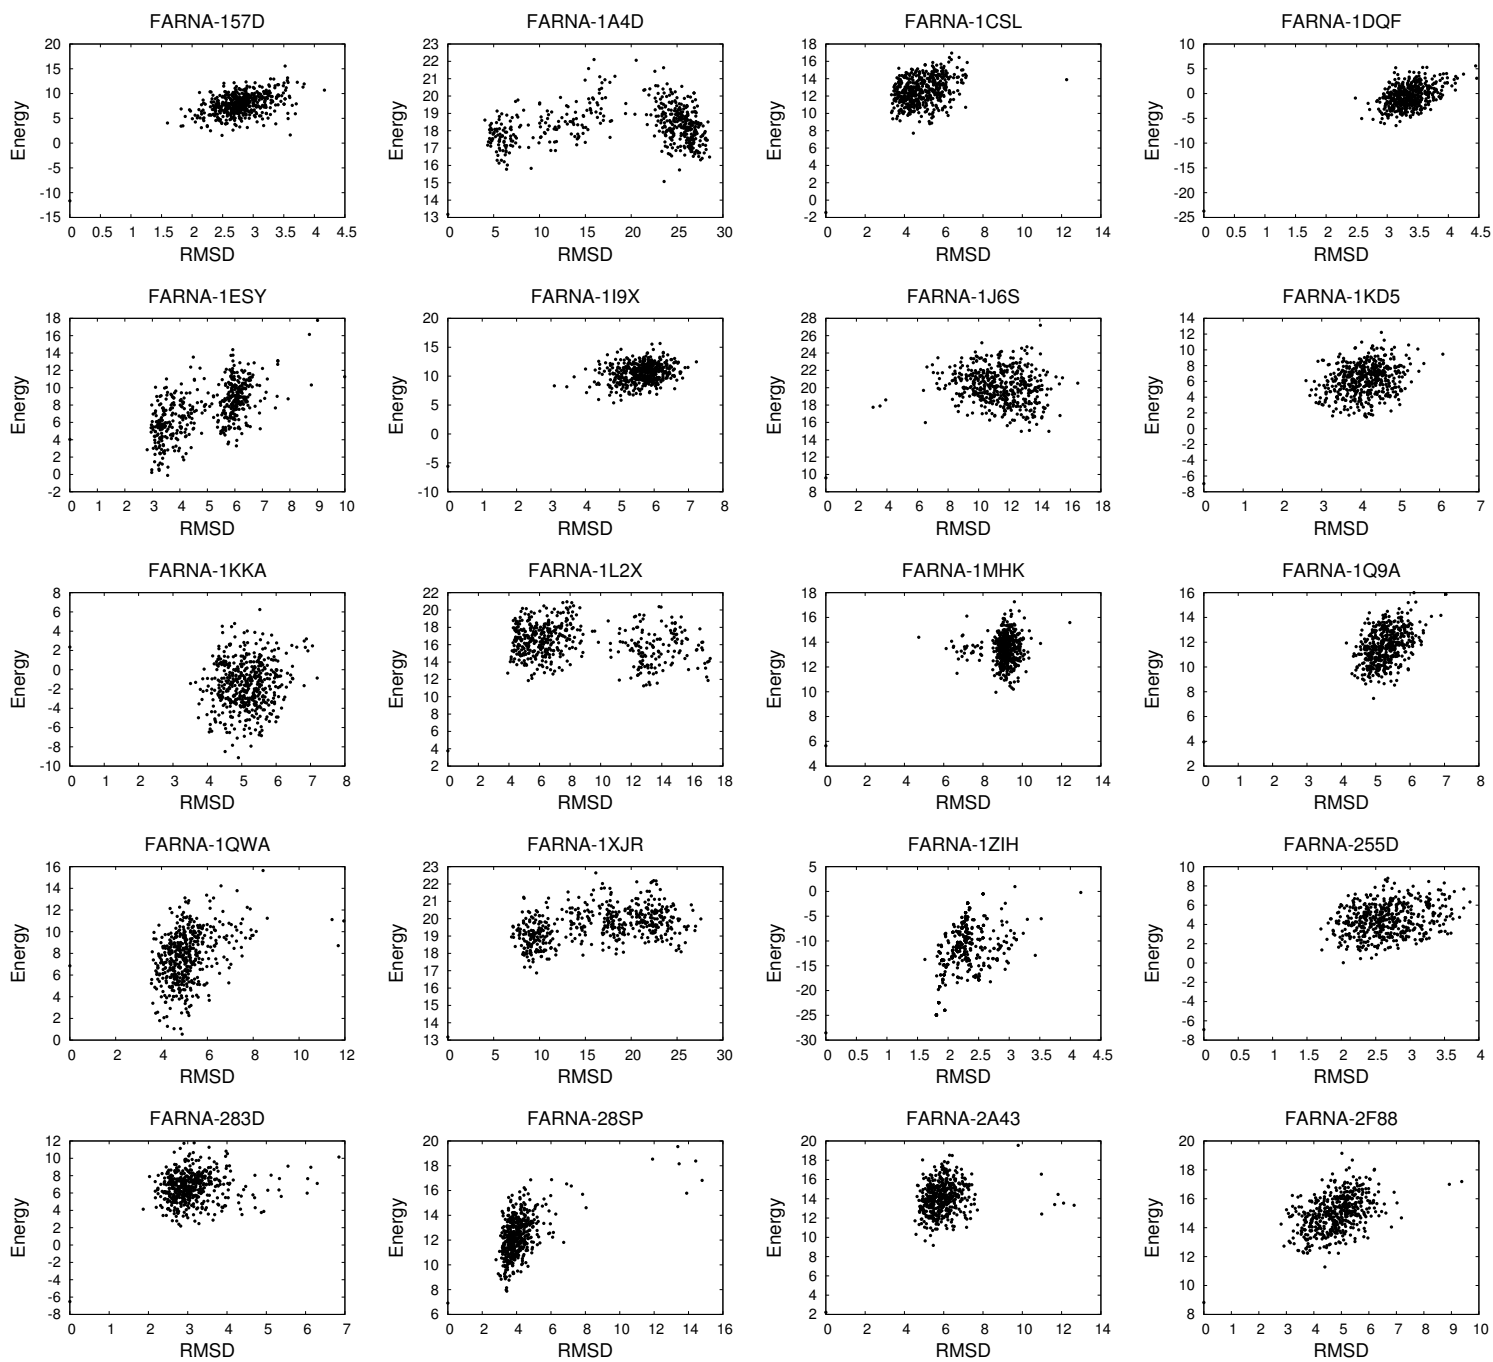 FARNA-157D FARNA-1A4D FARNA-1CSL FARNA-1DQF
20 23 18 10
15 22 16 5
10 21 14 0
5 20 12 -5
0 19 10 -10
-5 18 8 -15
-10 17 6 -20
-15 16 4 -25
15 2
14 0
13 -2
Energy Energy Energy Energy
0 0.5 1 1.5 2 2.5 3 3.5 4 4.5 0 5 10 15 20 25 30 0 2 4 6 8 10 12 14 0 0.5 1 1.5 2 2.5 3 3.5 4 4.5
RMSD RMSD RMSD RMSD
FARNA-1ESY FARNA-1I9X FARNA-1J6S FARNA-1KD5
18 20 28 14
16 15 26 12
14 10 24 10
12 5 22 8
10 0 20 6
8 -5 18 4
6 -10 16 2
4 14 0
2 12 -2
0 10 -4
-2 8 -6
-8
Energy Energy Energy Energy
0 1 2 3 4 5 6 7 8 9 10 0 1 2 3 4 5 6 7 8 0 2 4 6 8 10 12 14 16 18 0 1 2 3 4 5 6 7
RMSD RMSD RMSD RMSD
FARNA-1KKA FARNA-1L2X FARNA-1MHK FARNA-1Q9A
8 22 18 16
6 20 16 14
4 18 14 12
2 16 12 10
0 14 10 8
-2 12 8 6
-4 10 6 4
-6 8 4 2
-8 6
-10 4
2
Energy Energy Energy Energy
0 1 2 3 4 5 6 7 8 0 2 4 6 8 10 12 14 16 18 0 2 4 6 8 10 12 14 0 1 2 3 4 5 6 7 8
RMSD RMSD RMSD RMSD
FARNA-1QWA FARNA-1XJR FARNA-1ZIH FARNA-255D
16 23 5 10
14 22 0 8
12 21 -5 6
10 20 -10 4
8 19 -15 2
6 18 -20 0
4 17 -25 -2
2 16 -30 -4
0 15 -6
14 -8
13
Energy Energy Energy Energy
0 2 4 6 8 10 12 0 5 10 15 20 25 30 0 0.5 1 1.5 2 2.5 3 3.5 4 4.5 0 0.5 1 1.5 2 2.5 3 3.5 4
RMSD RMSD RMSD RMSD
FARNA-283D FARNA-28SP FARNA-2A43 FARNA-2F88
12 20 20 20
10 18 18 18
8 16 16 16
6 14 14 14
4 12 12 12
2 10 10 10
0 8 8 8
-2 6 6
-4 4
-6 2
-8
Energy Energy Energy Energy
0 1 2 3 4 5 6 7 0 2 4 6 8 10 12 14 16 0 2 4 6 8 10 12 14 0 1 2 3 4 5 6 7 8 9 10
RMSD RMSD RMSD RMSD